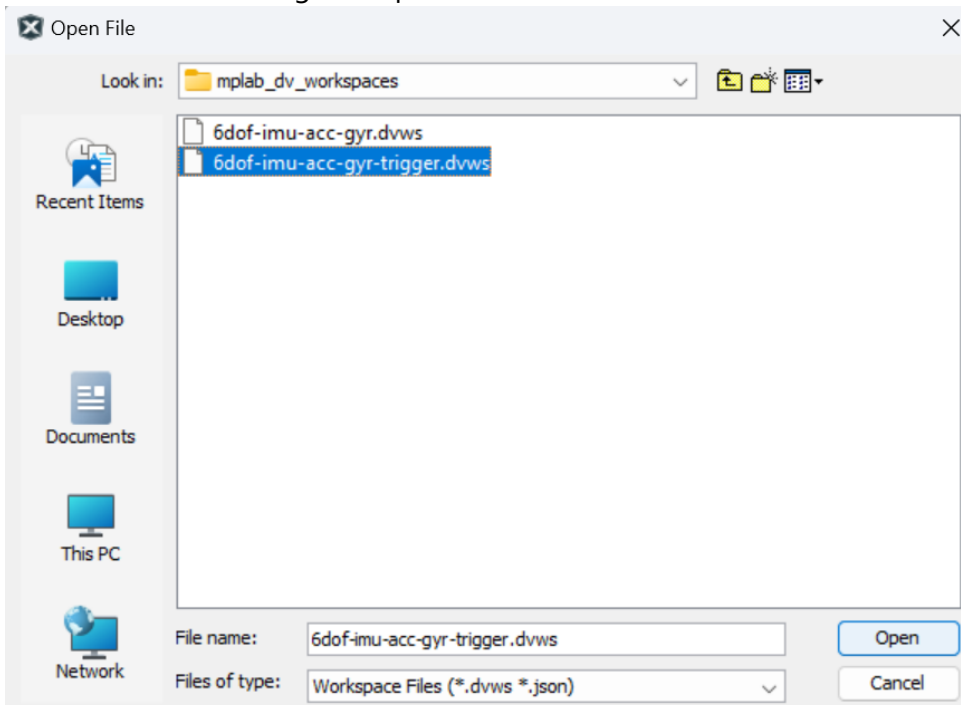 Open File
Look in: mplab_dv_workspaces
6dof-imu-acc-gyr.dvws
6dof-imu-acc-gyr-trigger.dvws
Recent Items
Desktop
Documents
This PC
Network
File name: 6dof-imu-acc-gyr-trigger.dvws Open
Files of type: Workspace Files (*.dvws *.json) Cancel